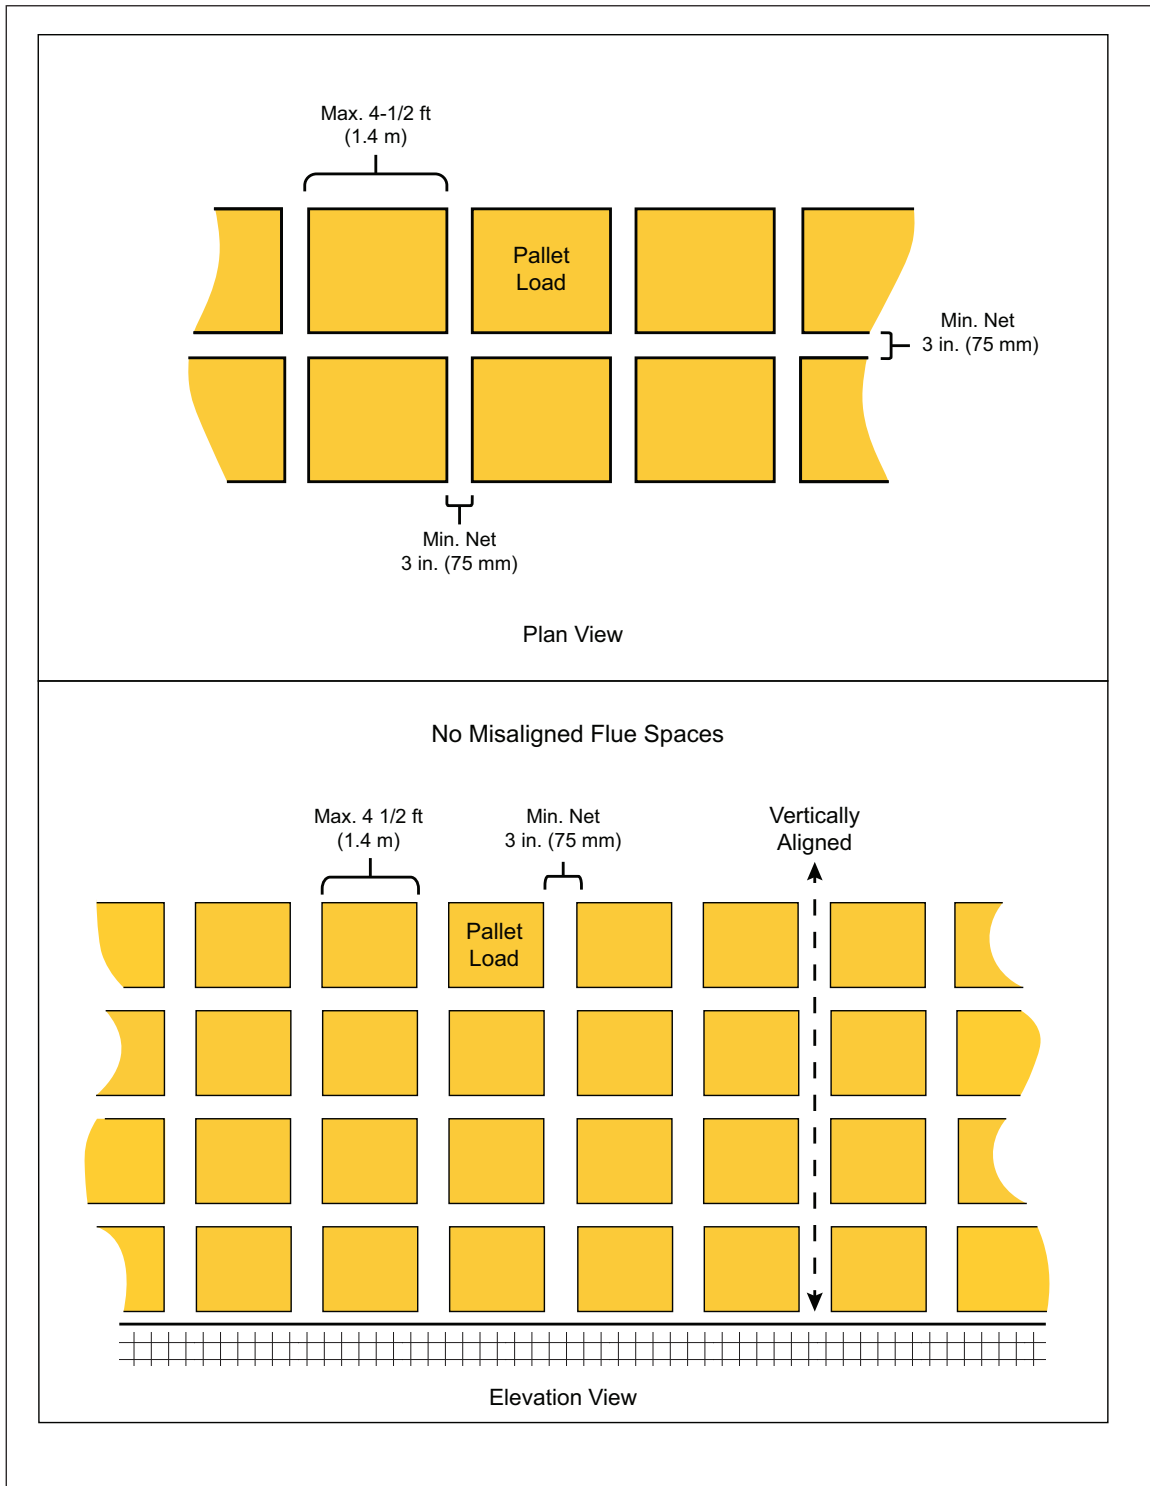 Max. 4-1/2 ft
(1.4 m)
Pallet
Load
Min. Net
3 in. (75 mm)
Min. Net
3 in. (75 mm)
Plan View
No Misaligned Flue Spaces
Max. 4 1/2 ft
(1.4 m)
Min. Net
3 in. (75 mm)
Vertically
Aligned
Pallet
Load
Elevation View